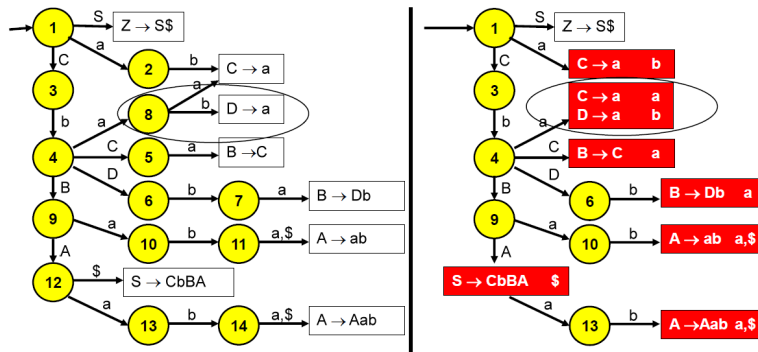 1 S Z → S$
a
C 2 b C → a
3 a
8 b D → a
b a
4 C 5 a B → C
D
B 6 b 7 a B → Db
9 a
10 b 11 a,$ A → ab
A
12 $ S → CbBA
a
13 b 14 a,$ A → Aab
1 S Z → S$
a
C C → a b
3 C → a a
D → a b
b a
4 C B → C a
D
B 6 b B → Db a
9 a
10 b A → ab a,$
A
S → CbBA $
a
13 b A → Aab a,$